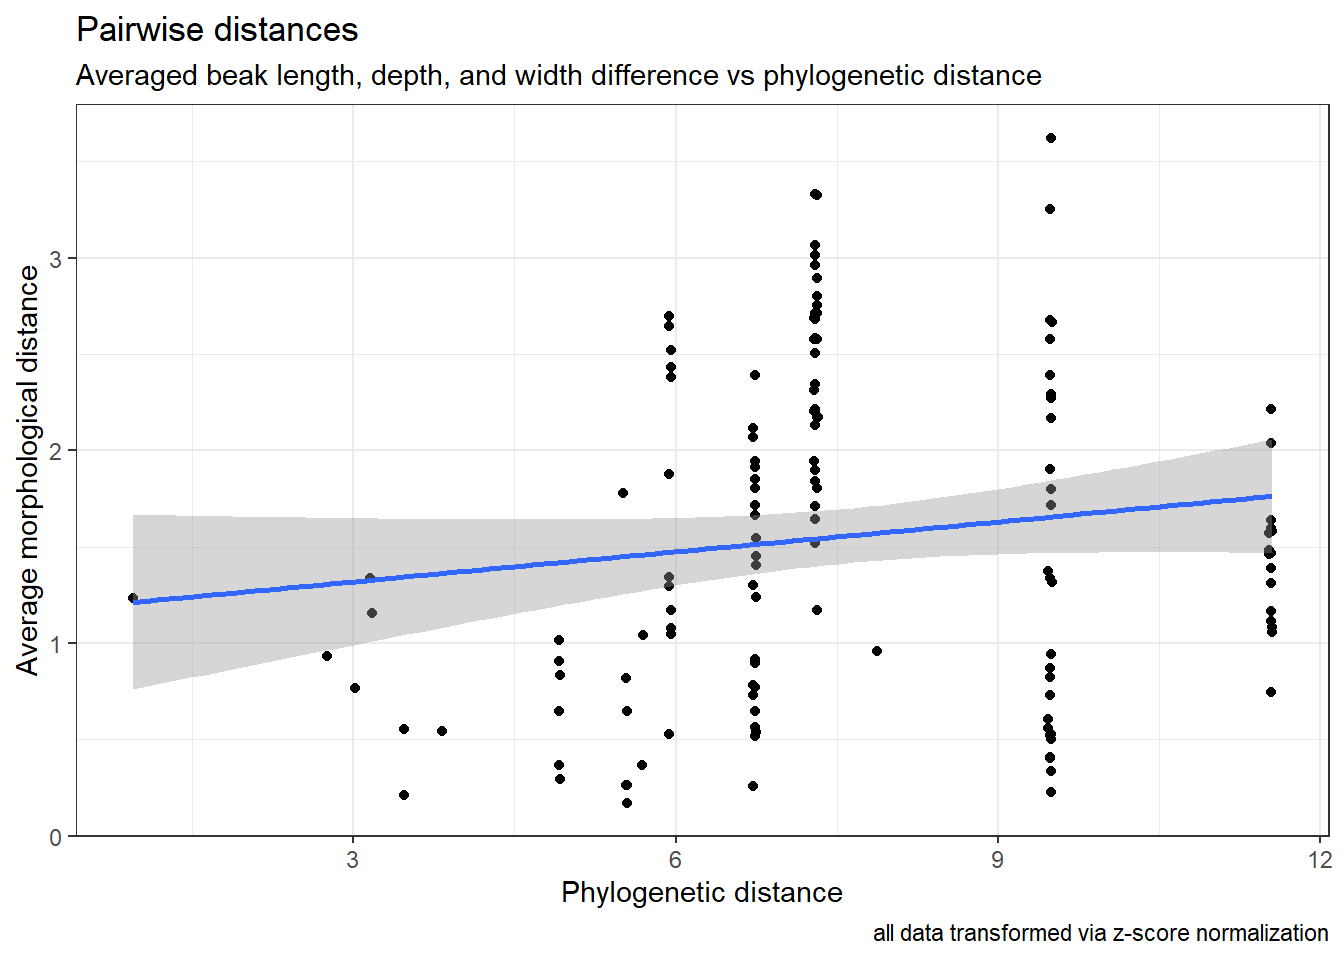 Pairwise distances
Averaged beak length, depth, and width difference vs phylogenetic distance
Average morphological distance
3
2
1
0
3
6
9
12
Phylogenetic distance
all data transformed via z-score normalization